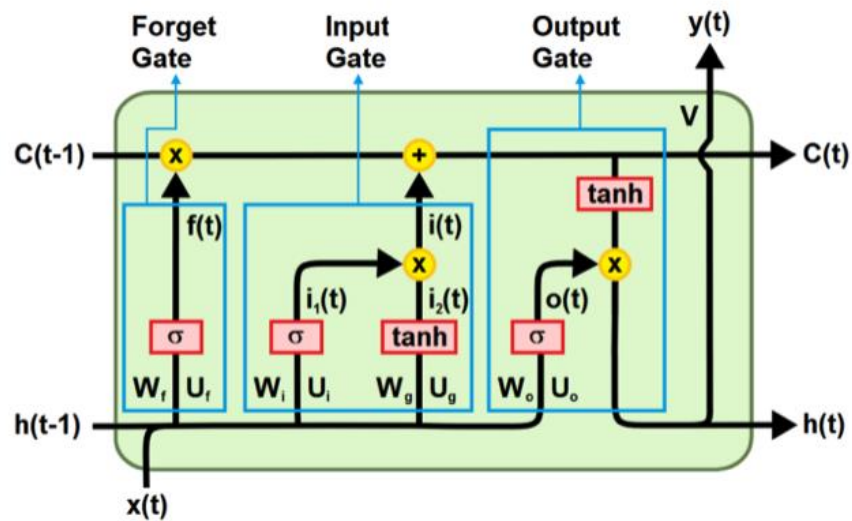 Forget
Gate
Input
Gate
Output
Gate
y(t)
V
C(t-1)
x
+
C(t)
tanh
f(t)
i(t)
x
x
i₁(t)
i₂(t)
o(t)
σ
σ
tanh
σ
W_f U_f
W_i U_i
W_g U_g
W_o U_o
h(t-1)
h(t)
x(t)